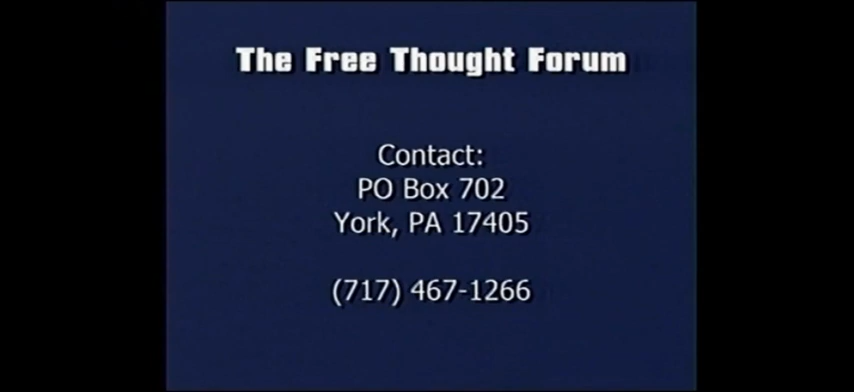 The Free Thought Forum
Contact:
PO Box 702
York, PA 17405
(717) 467-1266